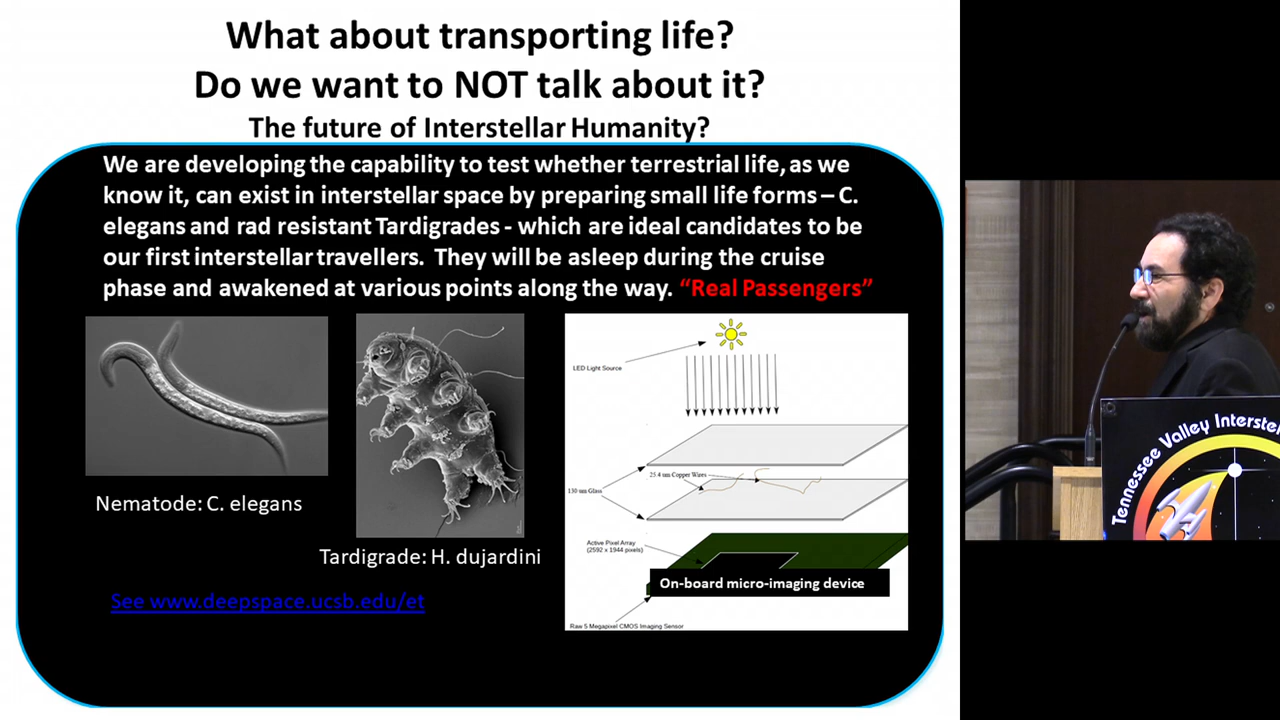 What about transporting life?
Do we want to NOT talk about it?
The future of Interstellar Humanity?
We are developing the capability to test whether terrestrial life, as we
know it, can exist in interstellar space by preparing small life forms – C.
elegans and rad resistant Tardigrades - which are ideal candidates to be
our first interstellar travellers. They will be asleep during the cruise
phase and awakened at various points along the way. “Real Passengers”
LED Light Source
25.4 um Copper Wires
130 um Glass
Active Pixel Array
(2592 x 1944 pixels)
On-board micro-imaging device
Raw 5 Megapixel CMOS Imaging Sensor
Nematode: C. elegans
Tardigrade: H. dujardini
See www.deepspace.ucsb.edu/et
Tennessee Valley Interstel